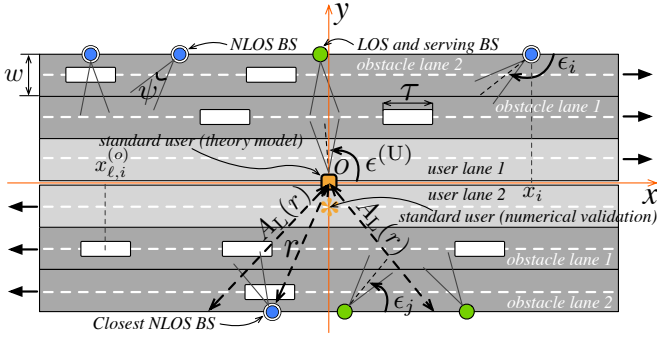 y
NLOS BS
LOS and serving BS
ϵ_i
w
ψ
obstacle lane 2
τ
obstacle lane 1
standard user (theory model)
x_{ℓ,i}^{(o)}
O
ϵ^{(U)}
user lane 1
x_i
x
user lane 2
A_L(r)
r
A_L(r)
standard user (numerical validation)
obstacle lane 1
ϵ_j
obstacle lane 2
Closest NLOS BS